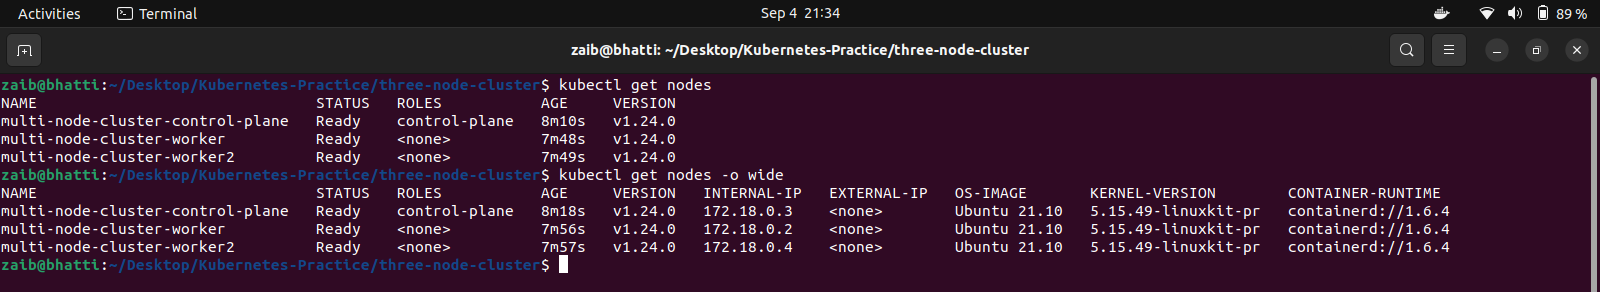 Activities Terminal Sep 4 21:34 89 %
zaib@bhatti: ~/Desktop/Kubernetes-Practice/three-node-cluster
zaib@bhatti:~/Desktop/Kubernetes-Practice/three-node-cluster$ kubectl get nodes
NAME STATUS ROLES AGE VERSION
multi-node-cluster-control-plane Ready control-plane 8m10s v1.24.0
multi-node-cluster-worker Ready <none> 7m48s v1.24.0
multi-node-cluster-worker2 Ready <none> 7m49s v1.24.0
zaib@bhatti:~/Desktop/Kubernetes-Practice/three-node-cluster$ kubectl get nodes -o wide
NAME STATUS ROLES AGE VERSION INTERNAL-IP EXTERNAL-IP OS-IMAGE KERNEL-VERSION CONTAINER-RUNTIME
multi-node-cluster-control-plane Ready control-plane 8m18s v1.24.0 172.18.0.3 <none> Ubuntu 21.10 5.15.49-linuxkit-pr containerd://1.6.4
multi-node-cluster-worker Ready <none> 7m56s v1.24.0 172.18.0.2 <none> Ubuntu 21.10 5.15.49-linuxkit-pr containerd://1.6.4
multi-node-cluster-worker2 Ready <none> 7m57s v1.24.0 172.18.0.4 <none> Ubuntu 21.10 5.15.49-linuxkit-pr containerd://1.6.4
zaib@bhatti:~/Desktop/Kubernetes-Practice/three-node-cluster$